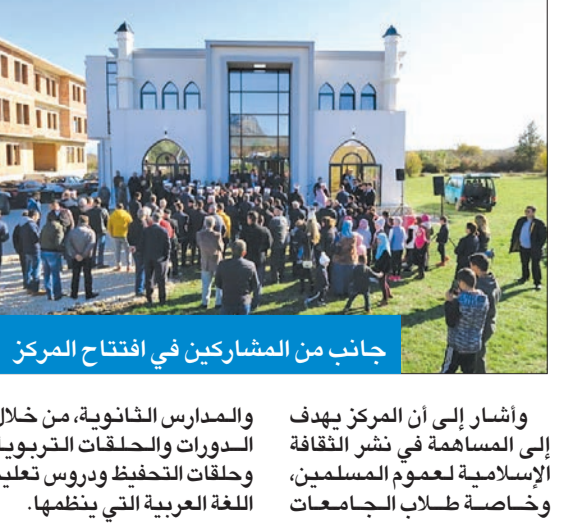 جانب من المشاركين في افتتاح المركز
وأشار إلى أن المركز يهدف
إلى المساهمة في نشر الثقافة
الإسلامية لعموم المسلمين،
وخاصة طلاب الجامعات
والمدارس الثانوية، من خلال
الدورات والحلقات التربوية
وحلقات التحفيظ ودروس تعليم
اللغة العربية التي ينظمها.